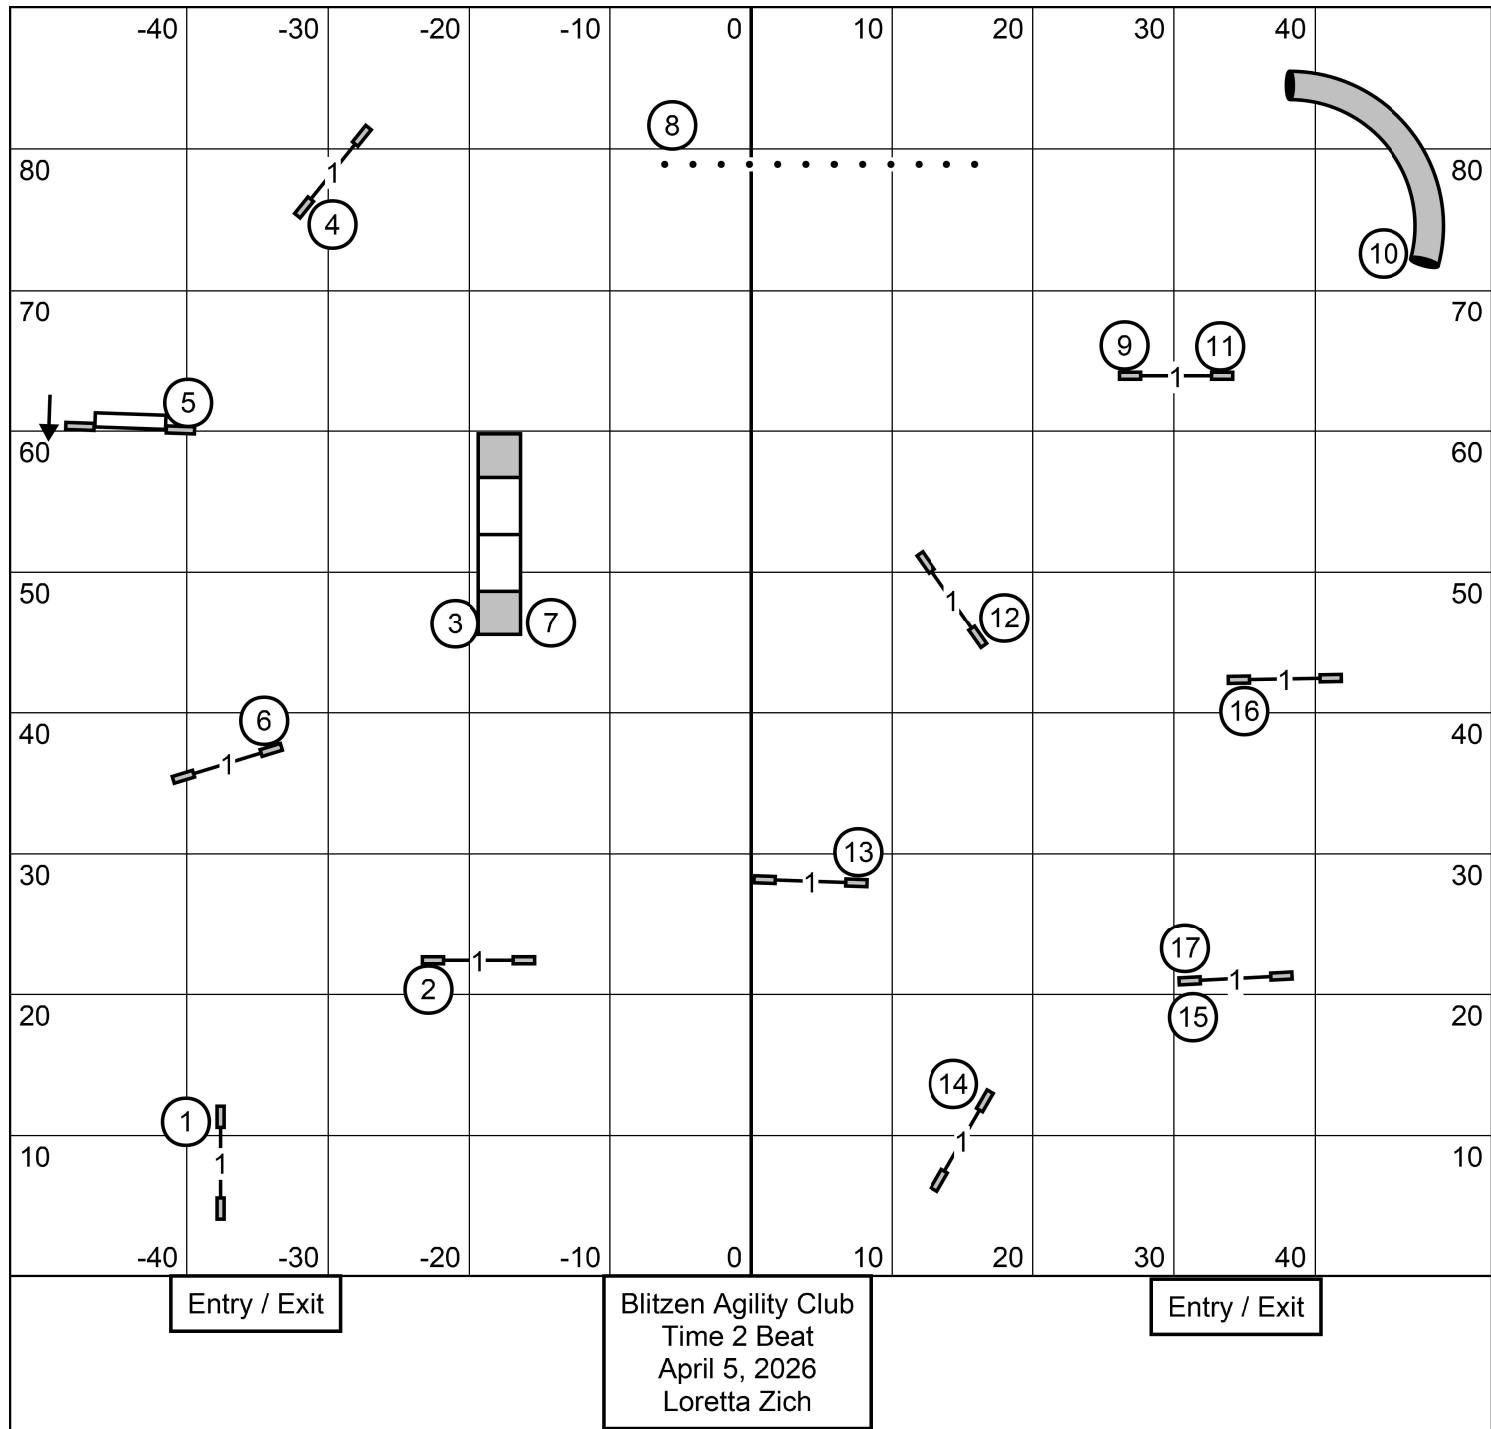 -40 -30 -20 -10 0 10 20 30 40
8
80 1 80
4
10
70 70
9 11
1
5
60 60
50 50
1 12
3 7
1
16
6
40 40
1
13
30 1 30
17
1
2
1
20 15 20
14
1
1
10 1 10
-40 -30 -20 -10 0 10 20 30 40
Entry / Exit
Blitzen Agility Club
Time 2 Beat
April 5, 2026
Loretta Zich
Entry / Exit